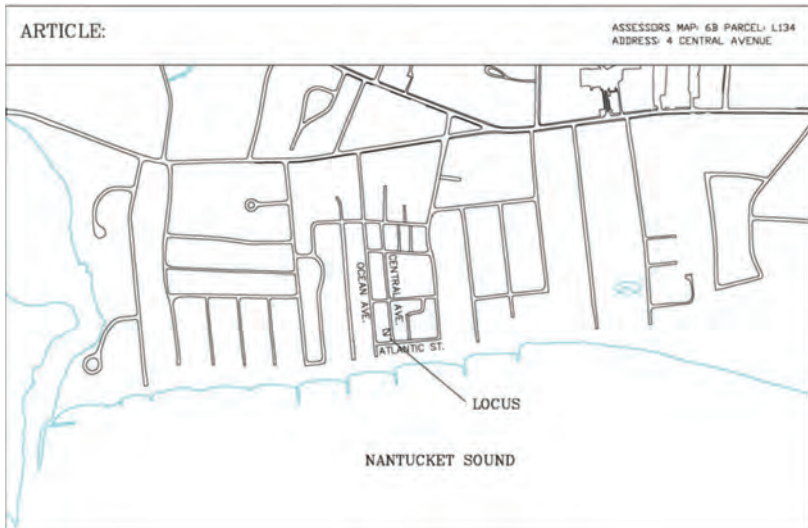 ARTICLE:
ASSESSORS MAP: 6B PARCEL: L134
ADDRESS: 4 CENTRAL AVENUE
OCEAN AVE.
CENTRAL AVE.
ATLANTIC ST.
LOCUS
NANTUCKET SOUND